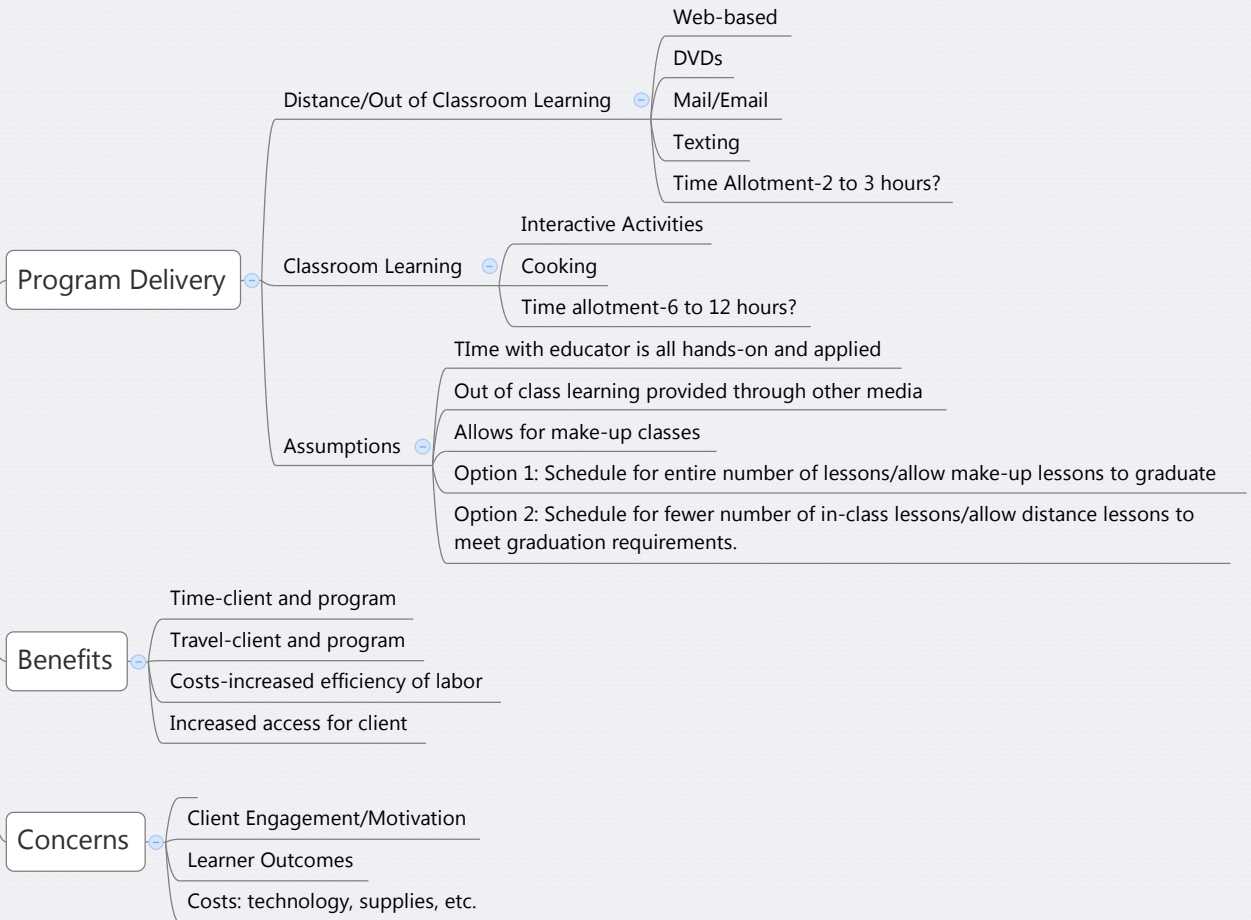 Program Delivery
Distance/Out of Classroom Learning
Web-based
DVDs
Mail/Email
Texting
Time Allotment-2 to 3 hours?
Classroom Learning
Interactive Activities
Cooking
Time allotment-6 to 12 hours?
Assumptions
TIme with educator is all hands-on and applied
Out of class learning provided through other media
Allows for make-up classes
Option 1: Schedule for entire number of lessons/allow make-up lessons to graduate
Option 2: Schedule for fewer number of in-class lessons/allow distance lessons to
meet graduation requirements.
Benefits
Time-client and program
Travel-client and program
Costs-increased efficiency of labor
Increased access for client
Concerns
Client Engagement/Motivation
Learner Outcomes
Costs: technology, supplies, etc.